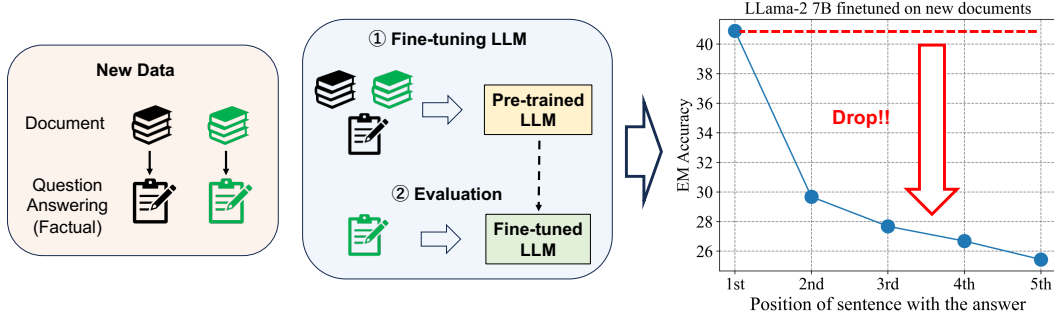 New Data
Document
Question
Answering
(Factual)
① Fine-tuning LLM
Pre-trained
LLM
② Evaluation
Fine-tuned
LLM
LLama-2 7B finetuned on new documents
EM Accuracy
40
38
36
34
32
30
28
26
Drop!!
1st
2nd
3rd
4th
5th
Position of sentence with the answer